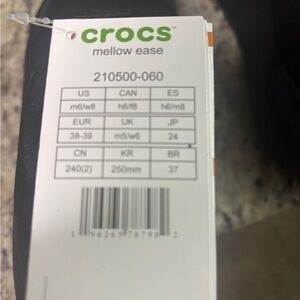 crocs™
mellow ease
210500-060
US CAN ES
m6/w8 h6/f8 h6/m8
EUR UK JP
38-39 m5/w6 24
CN KR BR
240(2) 250mm 37